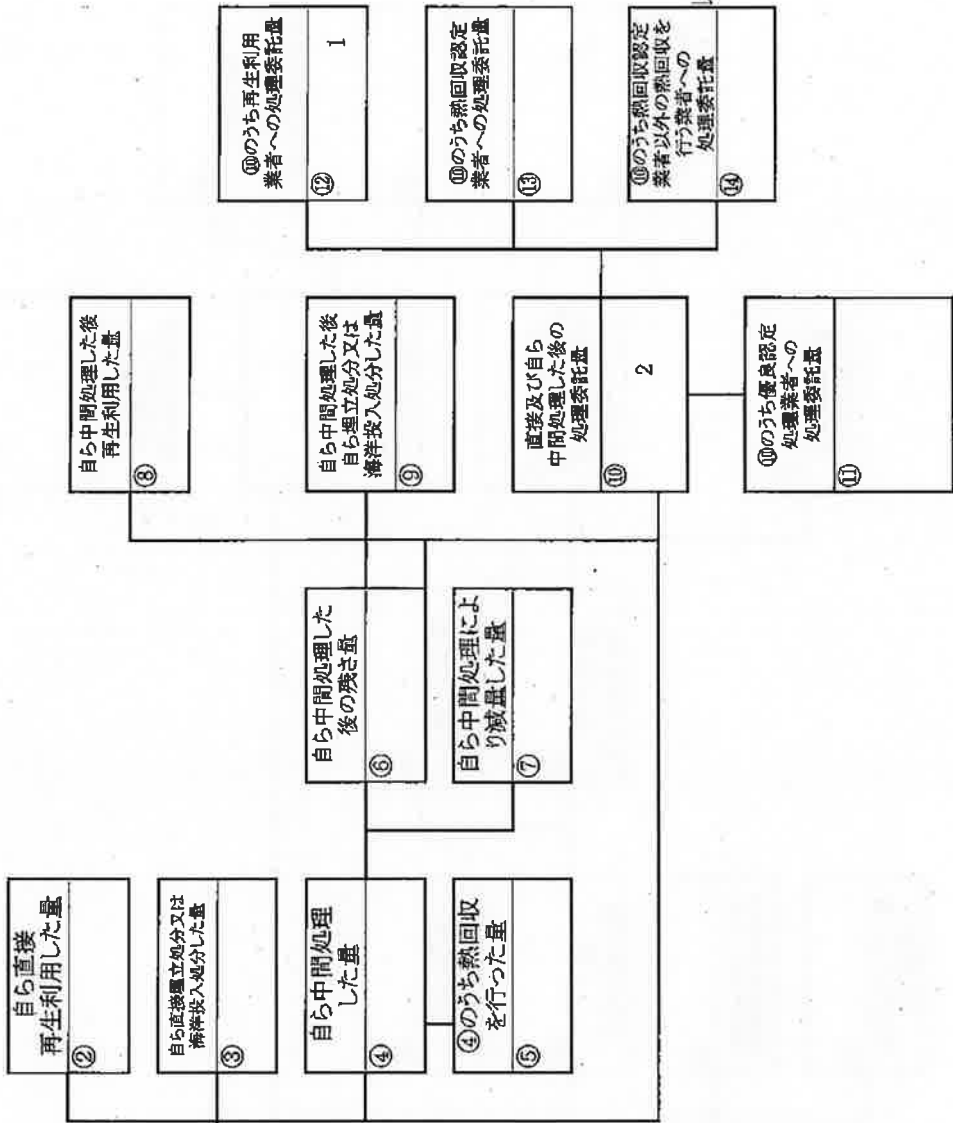 自ら直接
再生利用した量
②
自ら直接埋立処分又は
海洋投入処分した量
③
自ら中間処理
した量
④
④のうち熱回収
を行った量
⑤
自ら中間処理した
後の残さ量
⑥
自ら中間処理によ
り減量した量
⑦
自ら中間処理した後
再生利用した量
⑧
自ら中間処理した後
自ら埋立処分又は
海洋投入処分した量
⑨
直接及び自ら
中間処理した後の
処理委託量
⑩
2
⑩のうち優良認定
処理業者への
処理委託量
⑪
⑩のうち再生利用
業者への処理委託量
⑫
1
⑩のうち熱回収認定
業者への処理委託量
⑬
⑩のうち熱回収認定
業者以外の熱回収を
行う業者への
処理委託量
⑭